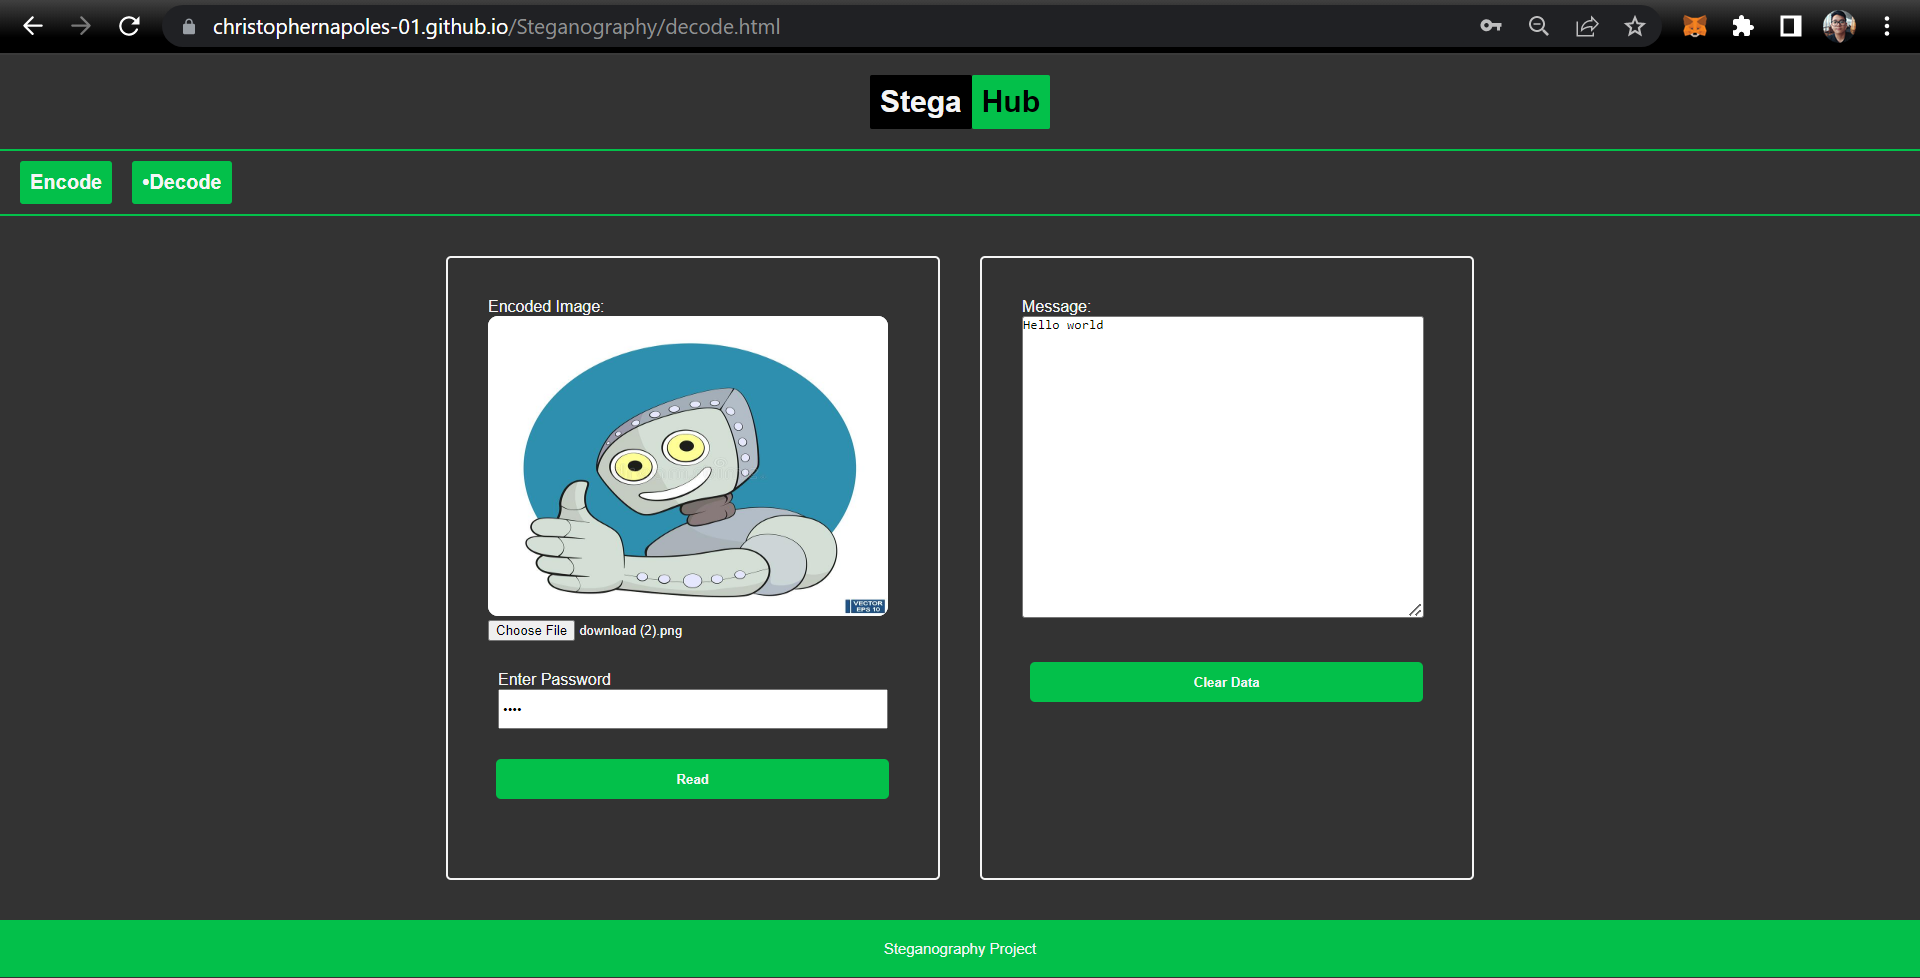 christophernapoles-01.github.io/Steganography/decode.html
Stega Hub
Encode
•Decode
Encoded Image:
VECTOR
EPS 10
Choose File download (2).png
Enter Password
••••
Read
Message:
Hello world
Clear Data
Steganography Project